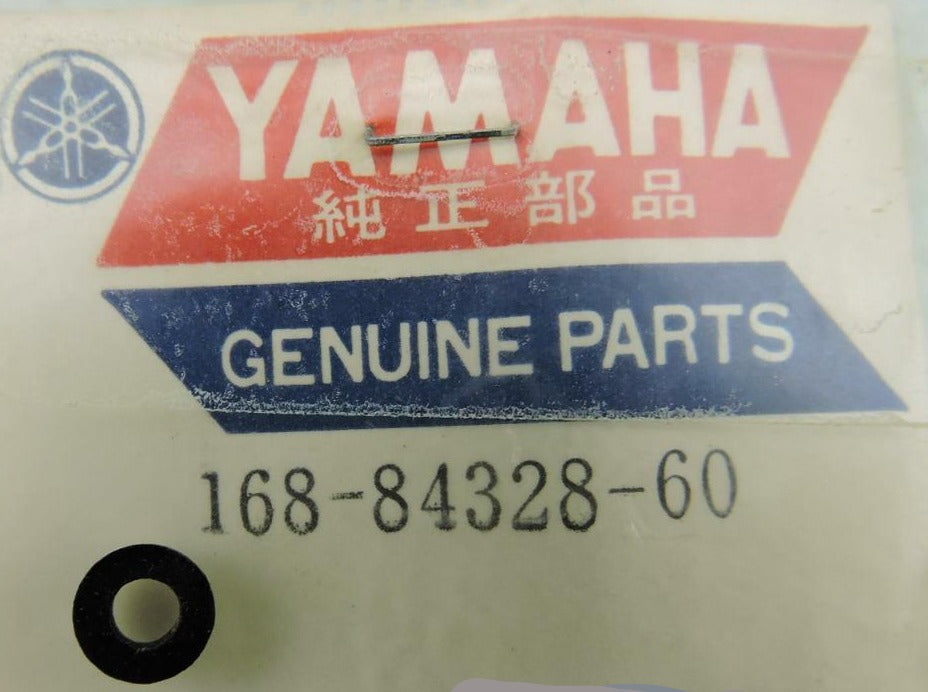 YAMAHA
純正部品
GENUINE PARTS
168-84328-60